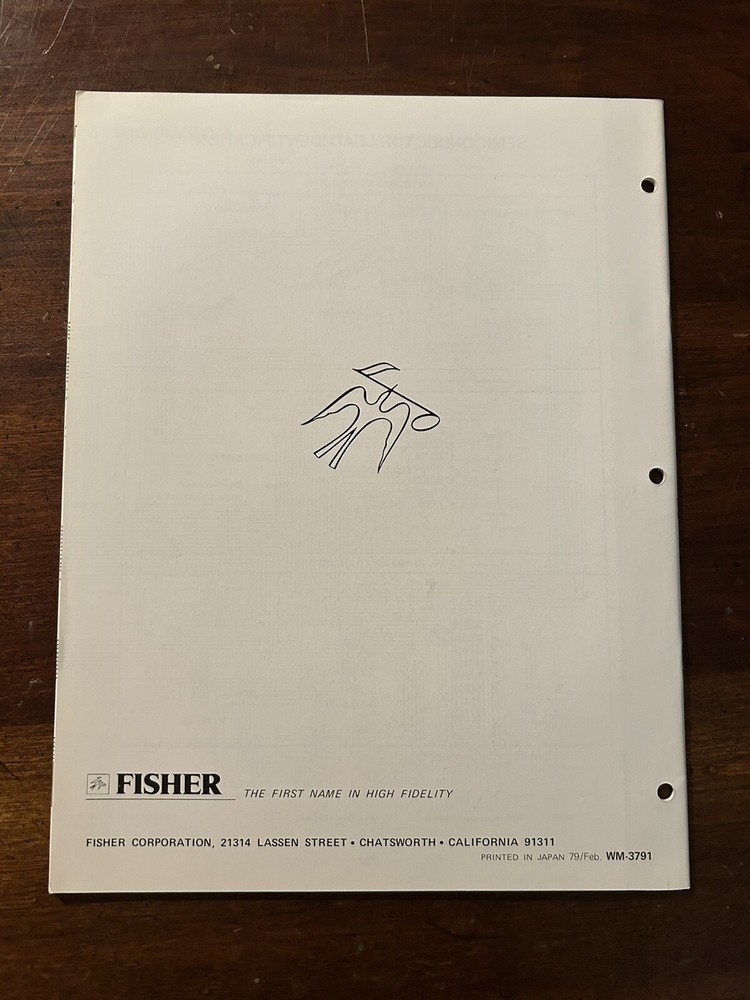 FISHER THE FIRST NAME IN HIGH FIDELITY
FISHER CORPORATION, 21314 LASSEN STREET • CHATSWORTH • CALIFORNIA 91311
PRINTED IN JAPAN 79/Feb. WM-3791